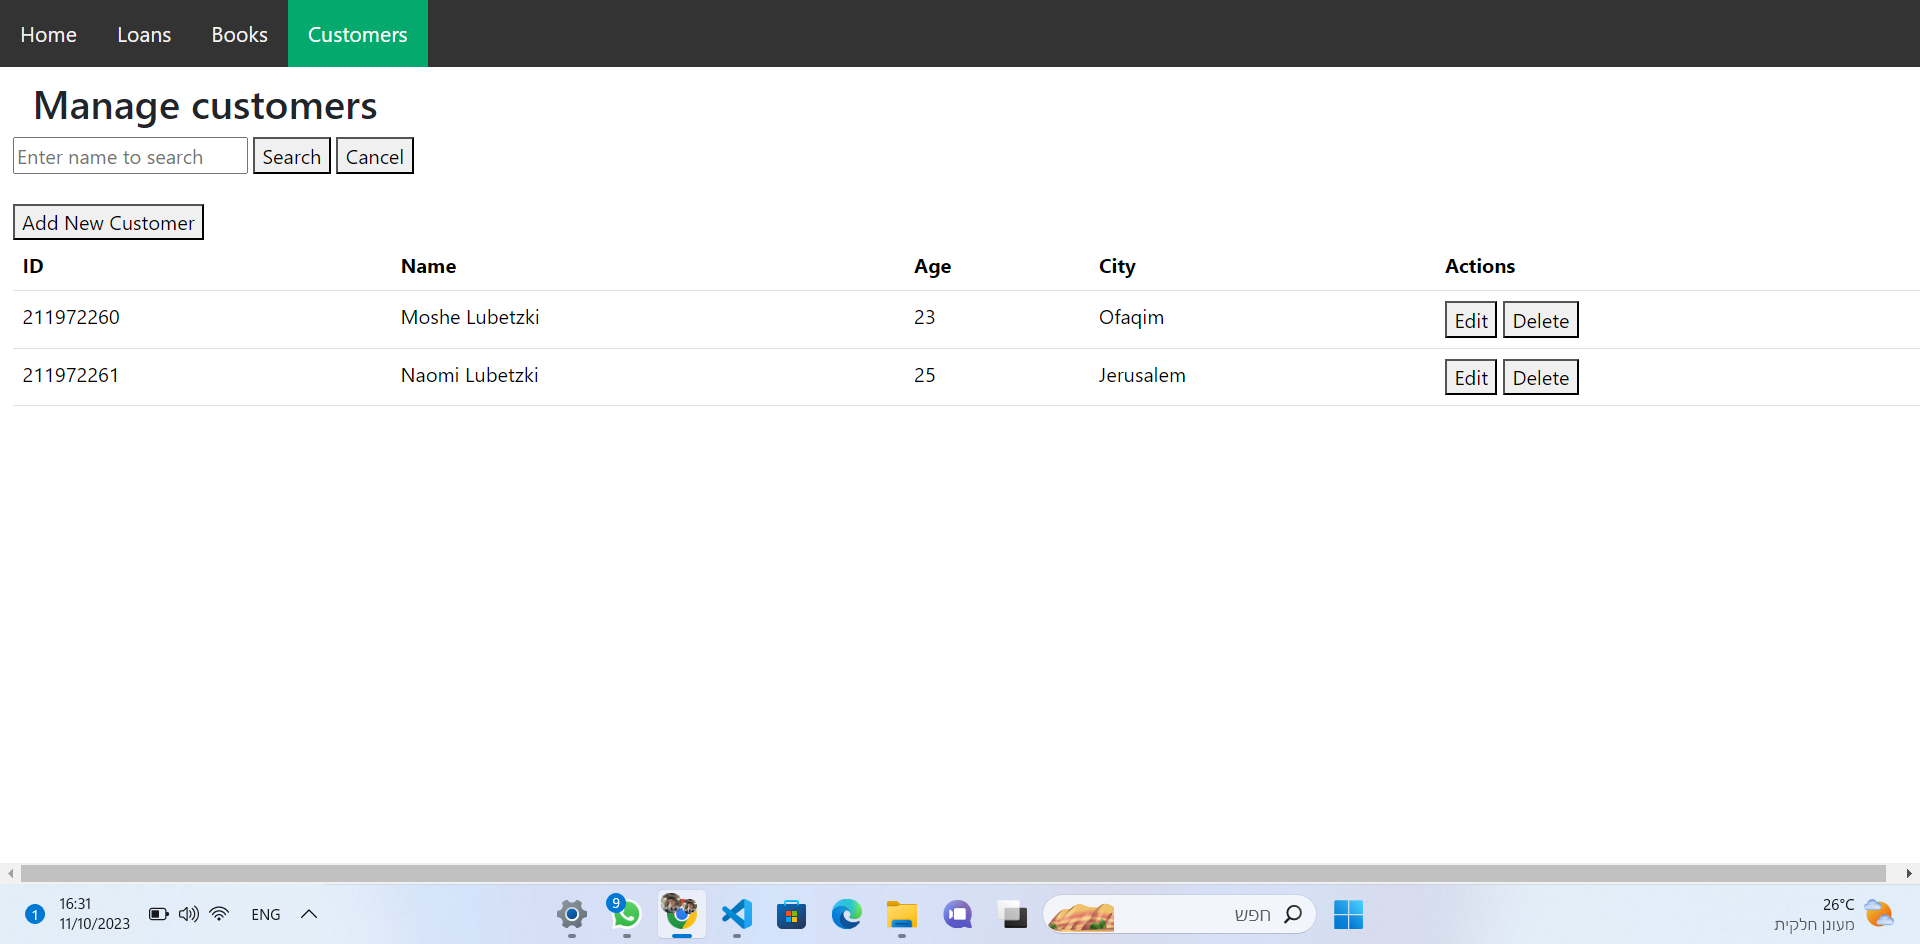 Home Loans Books Customers
Manage customers
Enter name to search Search Cancel
Add New Customer
ID Name Age City Actions
211972260 Moshe Lubetzki 23 Ofaqim Edit Delete
211972261 Naomi Lubetzki 25 Jerusalem Edit Delete
1 16:31 ENG 9 חפש 26°C
11/10/2023 מעונן חלקית